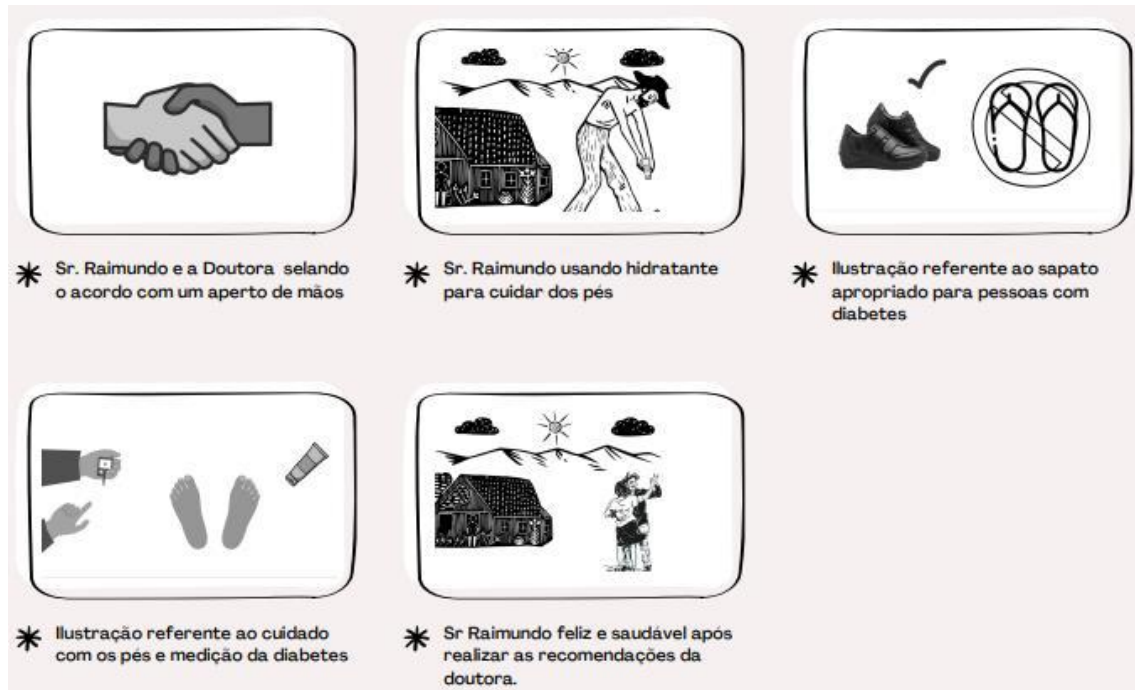 Sr. Raimundo e a Doutora selando
o acordo com um aperto de mãos
Sr. Raimundo usando hidratante
para cuidar dos pés
Ilustração referente ao sapato
apropriado para pessoas com
diabetes
Ilustração referente ao cuidado
com os pés e medição da diabetes
Sr Raimundo feliz e saudável após
realizar as recomendações da
doutora.